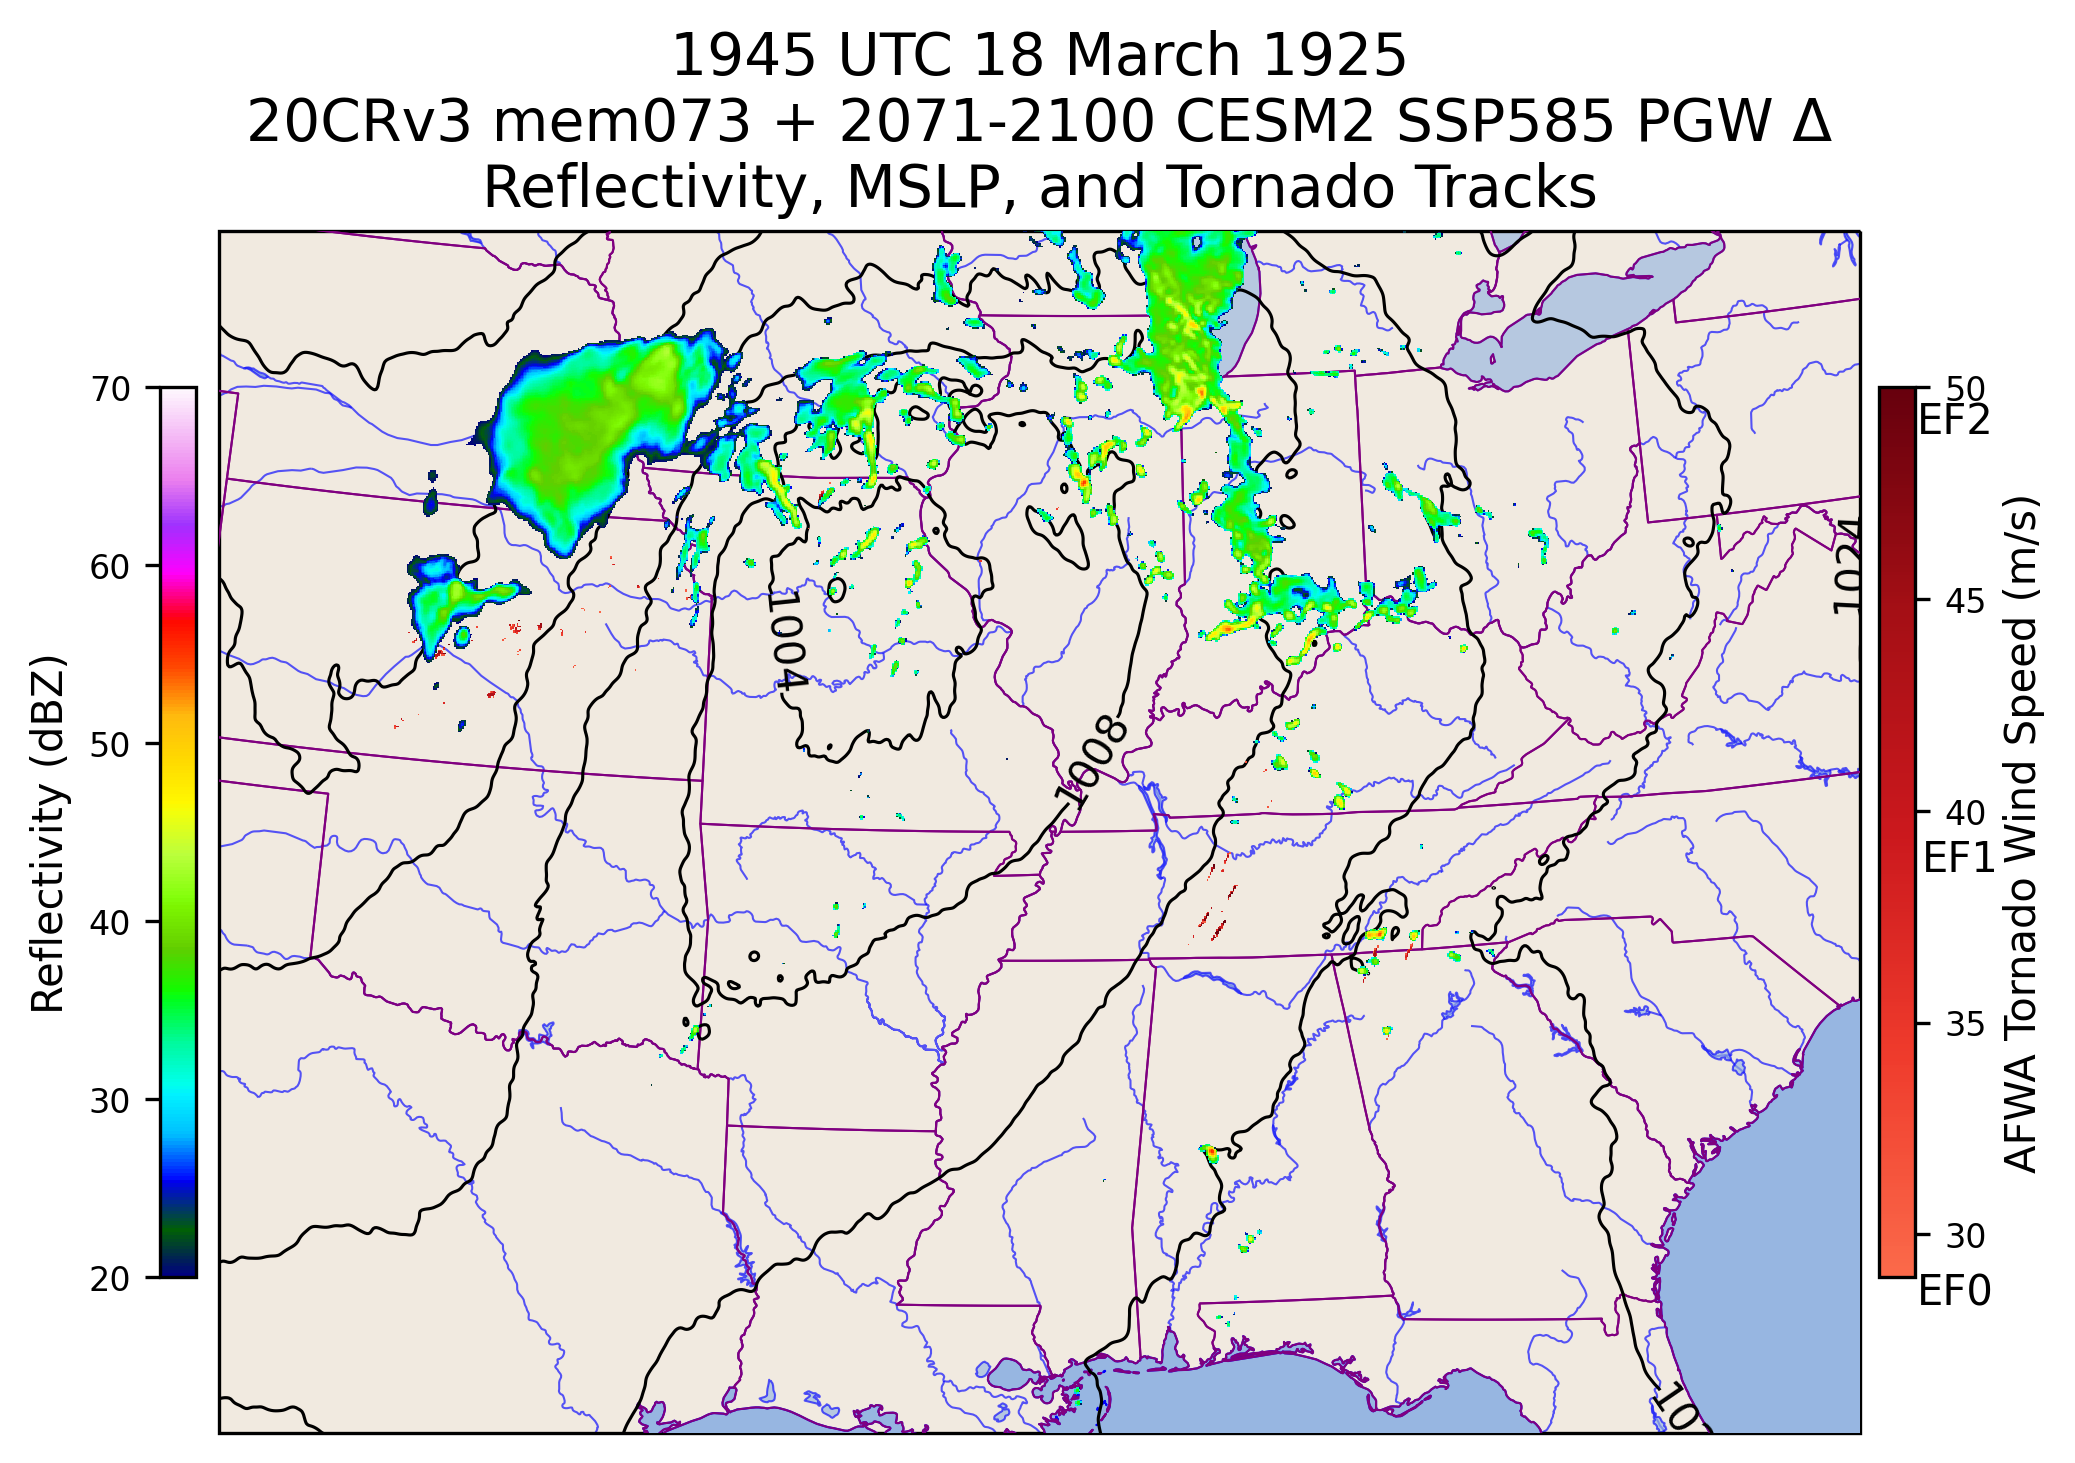 1945 UTC 18 March 1925
20CRv3 mem073 + 2071-2100 CESM2 SSP585 PGW Δ
Reflectivity, MSLP, and Tornado Tracks
Reflectivity (dBZ)
70
60
50
40
30
20
1004
1008
1024
10
50
EF2
45
40
EF1
35
30
EF0
AFWA Tornado Wind Speed (m/s)